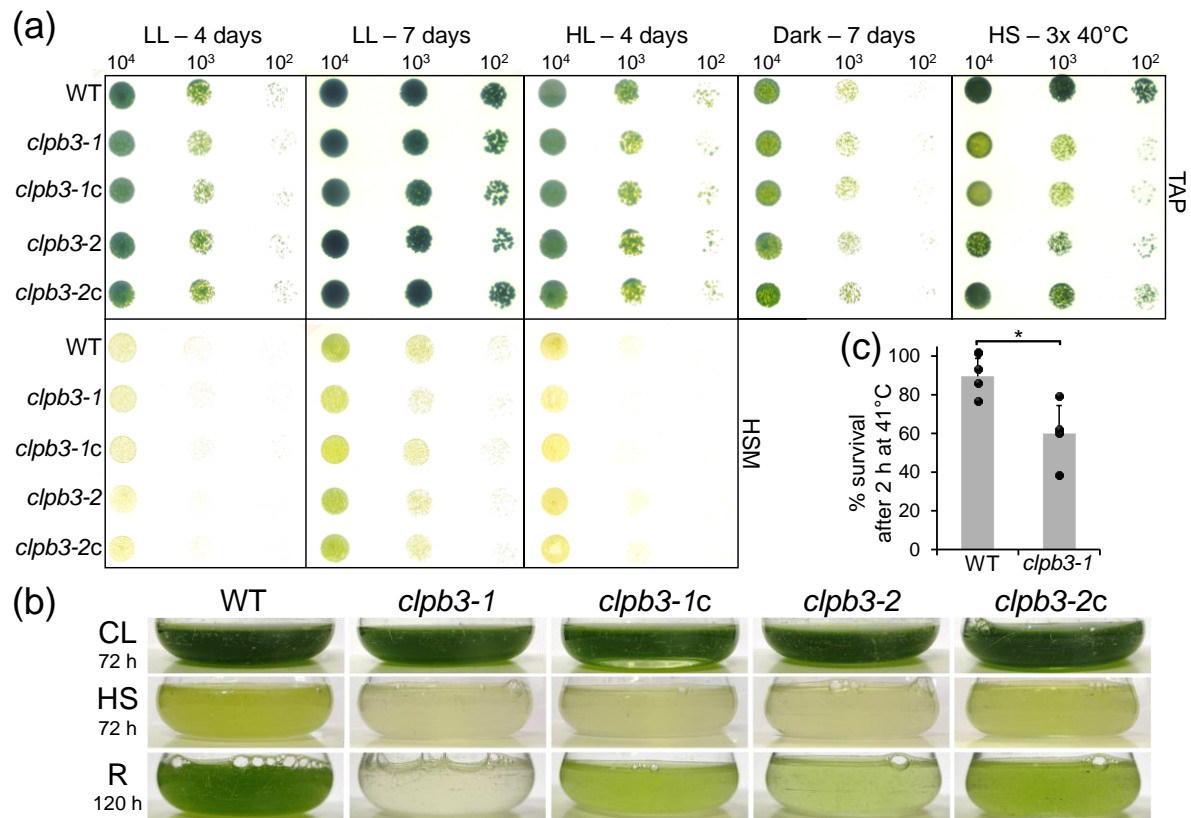 (a)
LL – 4 days LL – 7 days HL – 4 days Dark – 7 days HS – 3x 40°C
10⁴ 10³ 10² 10⁴ 10³ 10² 10⁴ 10³ 10² 10⁴ 10³ 10² 10⁴ 10³ 10²
WT
clpb3-1
clpb3-1c
clpb3-2
clpb3-2c
TAP
WT
clpb3-1
clpb3-1c
clpb3-2
clpb3-2c
HSM
(c)
*
100
80
60
40
20
0
% survival
after 2 h at 41°C
WT clpb3-1
(b)
WT clpb3-1 clpb3-1c clpb3-2 clpb3-2c
CL
72 h
HS
72 h
R
120 h